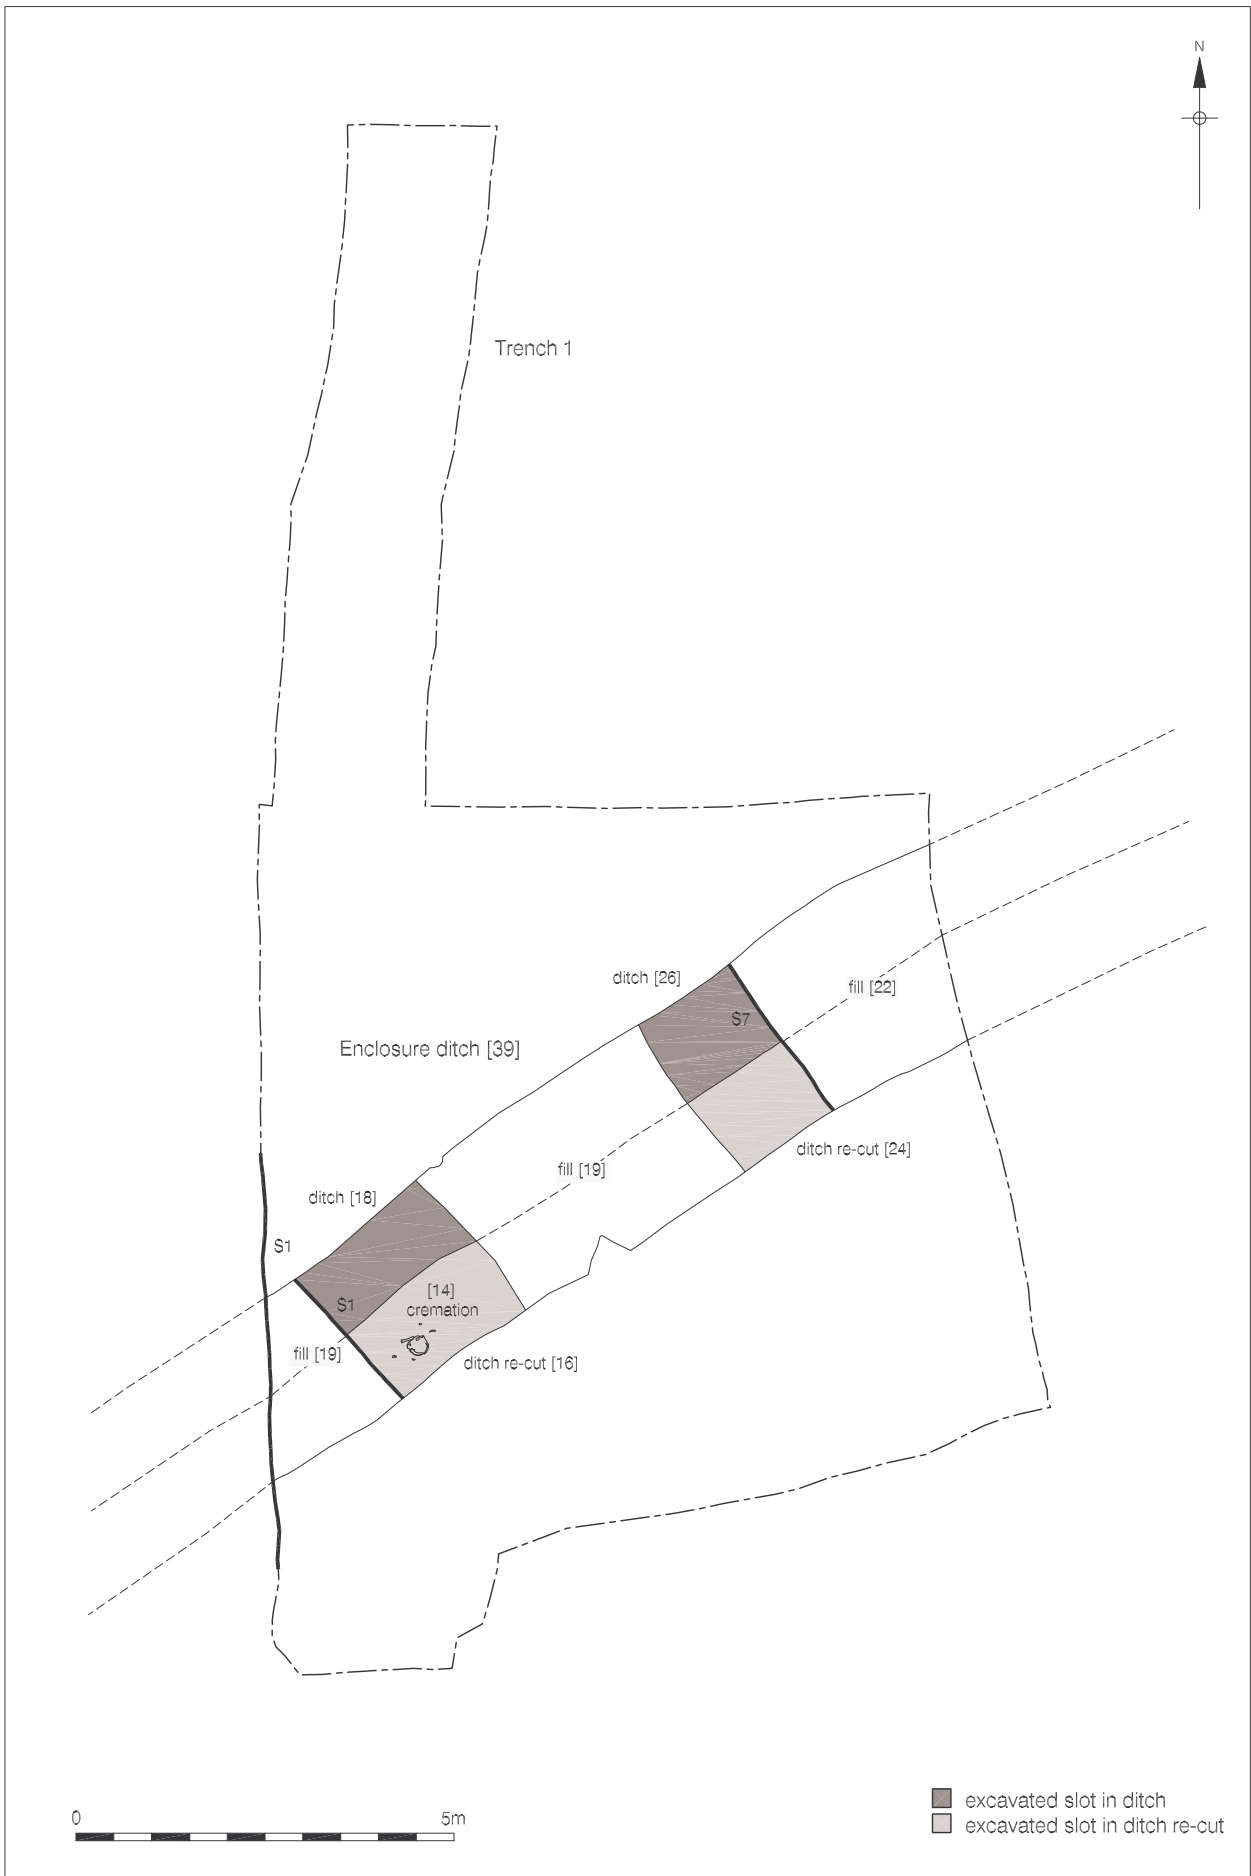 N
Trench 1
ditch [26]
fill [22]
S7
Enclosure ditch [39]
ditch re-cut [24]
fill [19]
ditch [18]
S1
[14]
cremation
S1
fill [19]
ditch re-cut [16]
0 5m
excavated slot in ditch
excavated slot in ditch re-cut